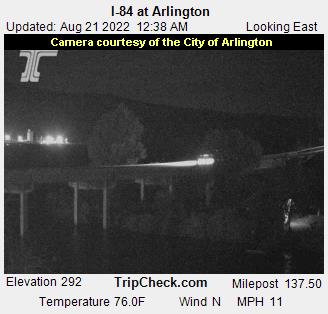 I-84 at Arlington
Updated: Aug 21 2022 12:38 AM Looking East
Camera courtesy of the City of Arlington
Elevation 292 TripCheck.com Milepost 137.50
Temperature 76.0F Wind N MPH 11